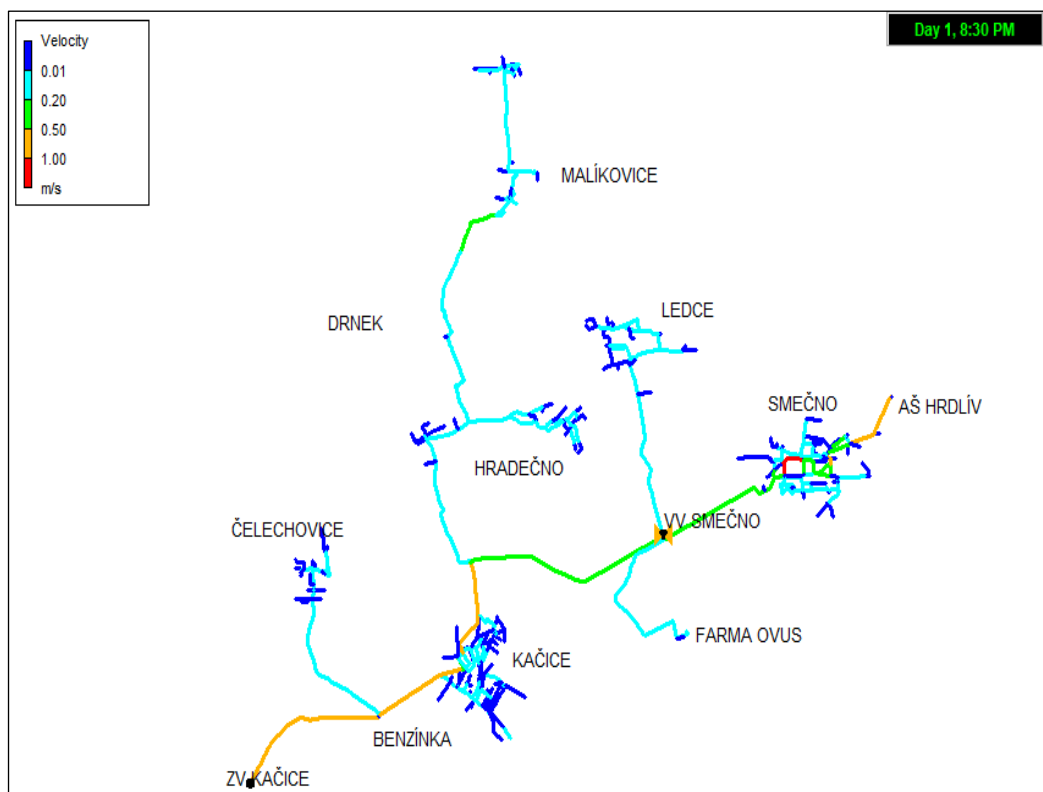 Day 1, 8:30 PM
Velocity
0.01
0.20
0.50
1.00
m/s
MALÍKOVICE
DRNEK
LEDCE
SMEČNO
AŠ HRDLÍV
HRADEČNO
ČELECHOVICE
VV SMEČNO
FARMA OVUS
KAČICE
BENZÍNKA
ZV KAČICE